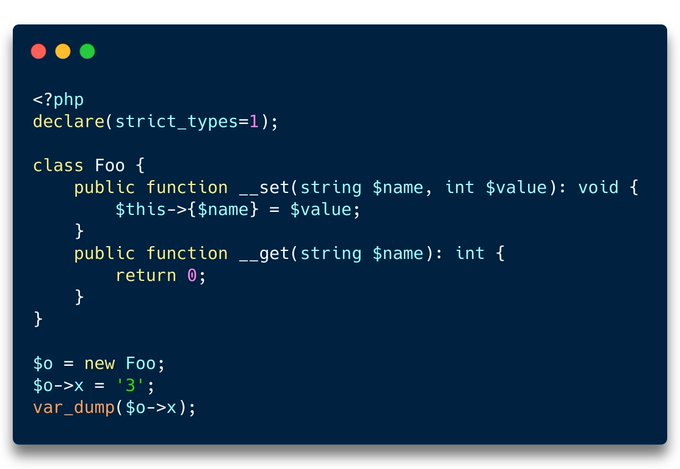 <?php
declare(strict_types=1);

class Foo {
    public function __set(string $name, int $value): void {
        $this->{$name} = $value;
    }
    public function __get(string $name): int {
        return 0;
    }
}

$o = new Foo;
$o->x = '3';
var_dump($o->x);